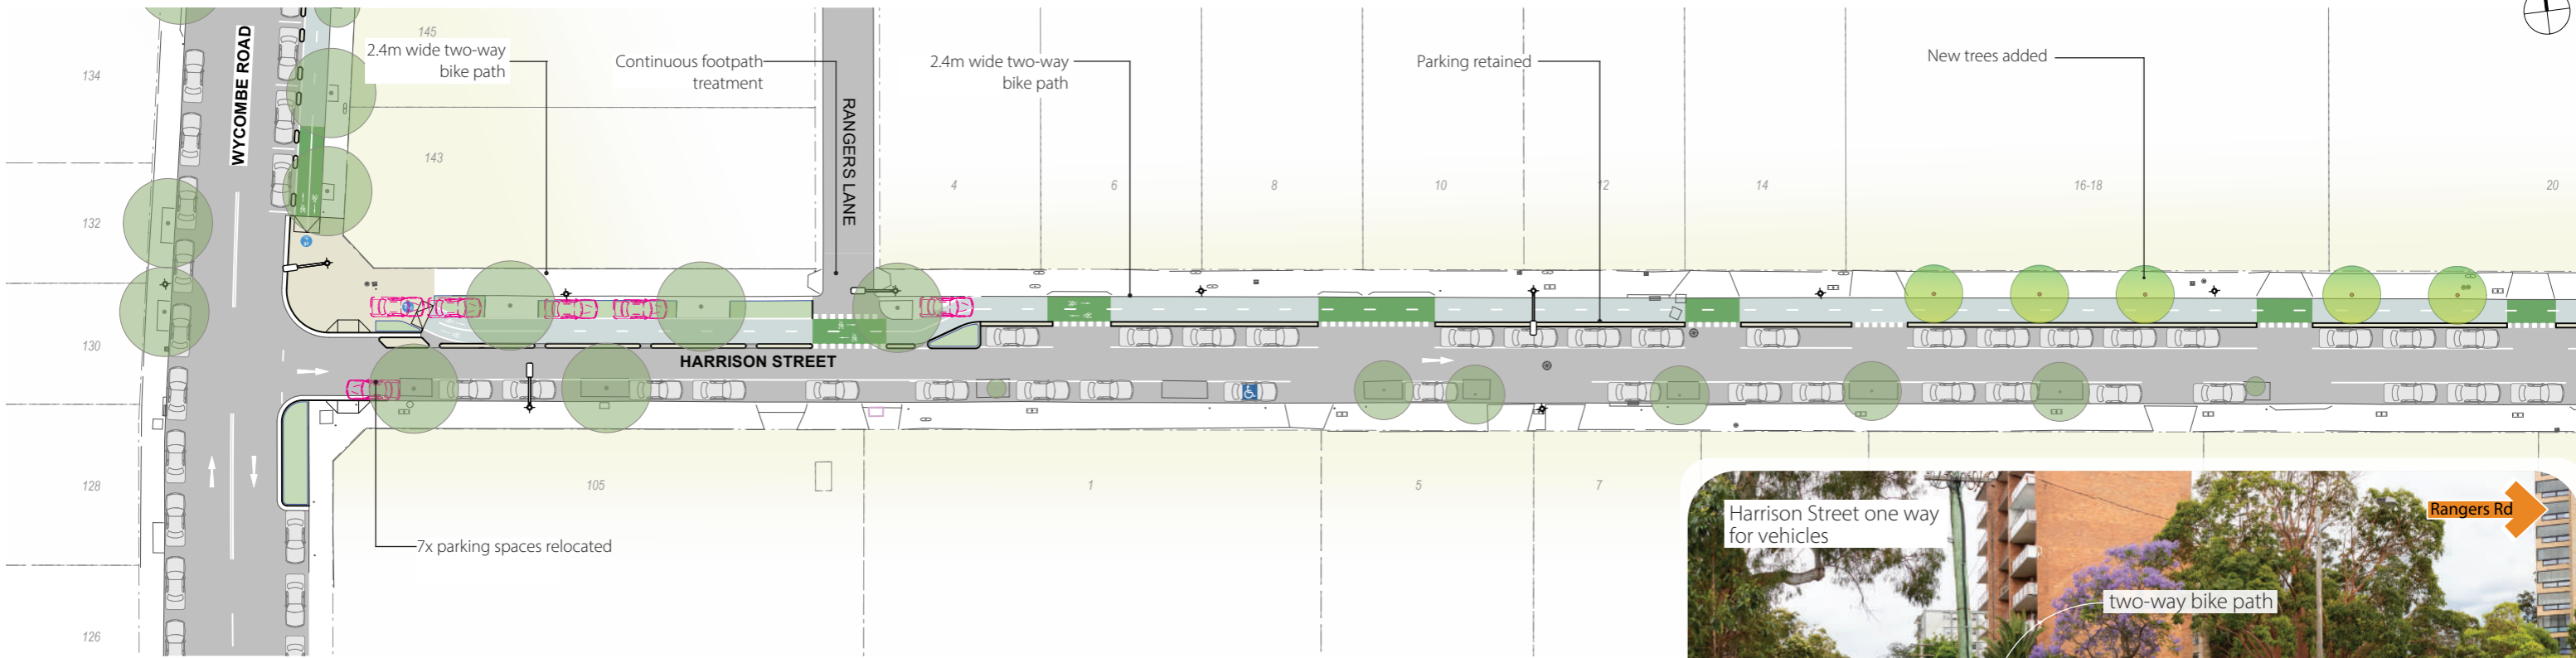 145
134
WYCOMBE ROAD
2.4m wide two-way
bike path
Continuous footpath
treatment
2.4m wide two-way
bike path
Parking retained
New trees added
RANGERS LANE
143
4
6
8
10
12
14
16-18
20
132
130
HARRISON STREET
128
105
1
5
7
7x parking spaces relocated
126
Harrison Street one way
for vehicles
Rangers Rd
two-way bike path